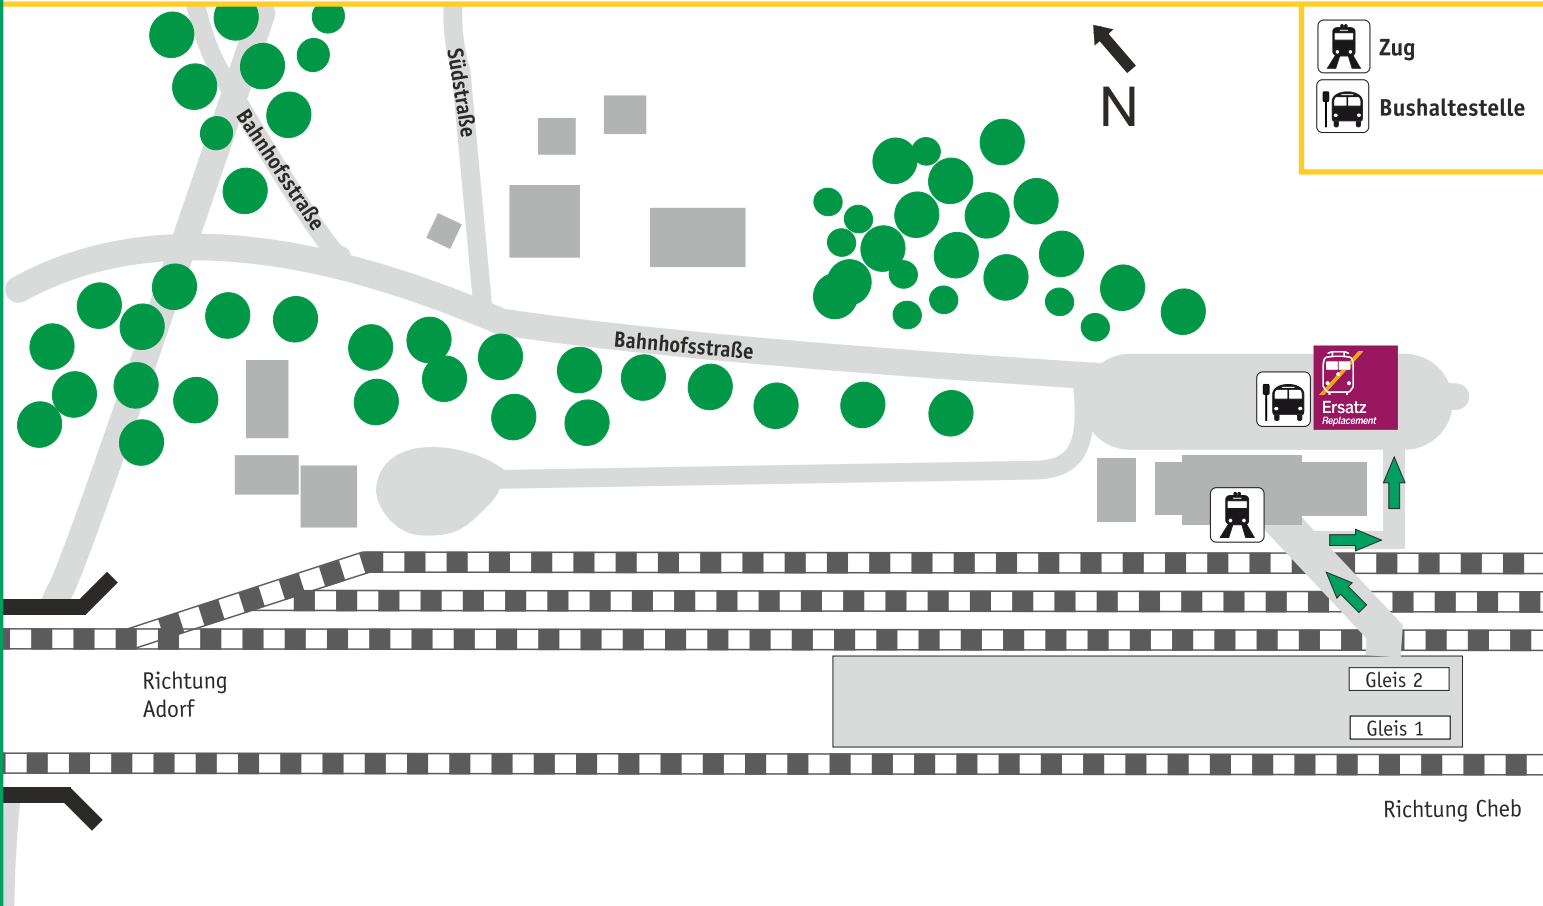 Zug
Bushaltestelle
N
Südstraße
Bahnhofsstraße
Bahnhofsstraße
Ersatz
Replacement
Gleis 2
Gleis 1
Richtung
Adorf
Richtung Cheb